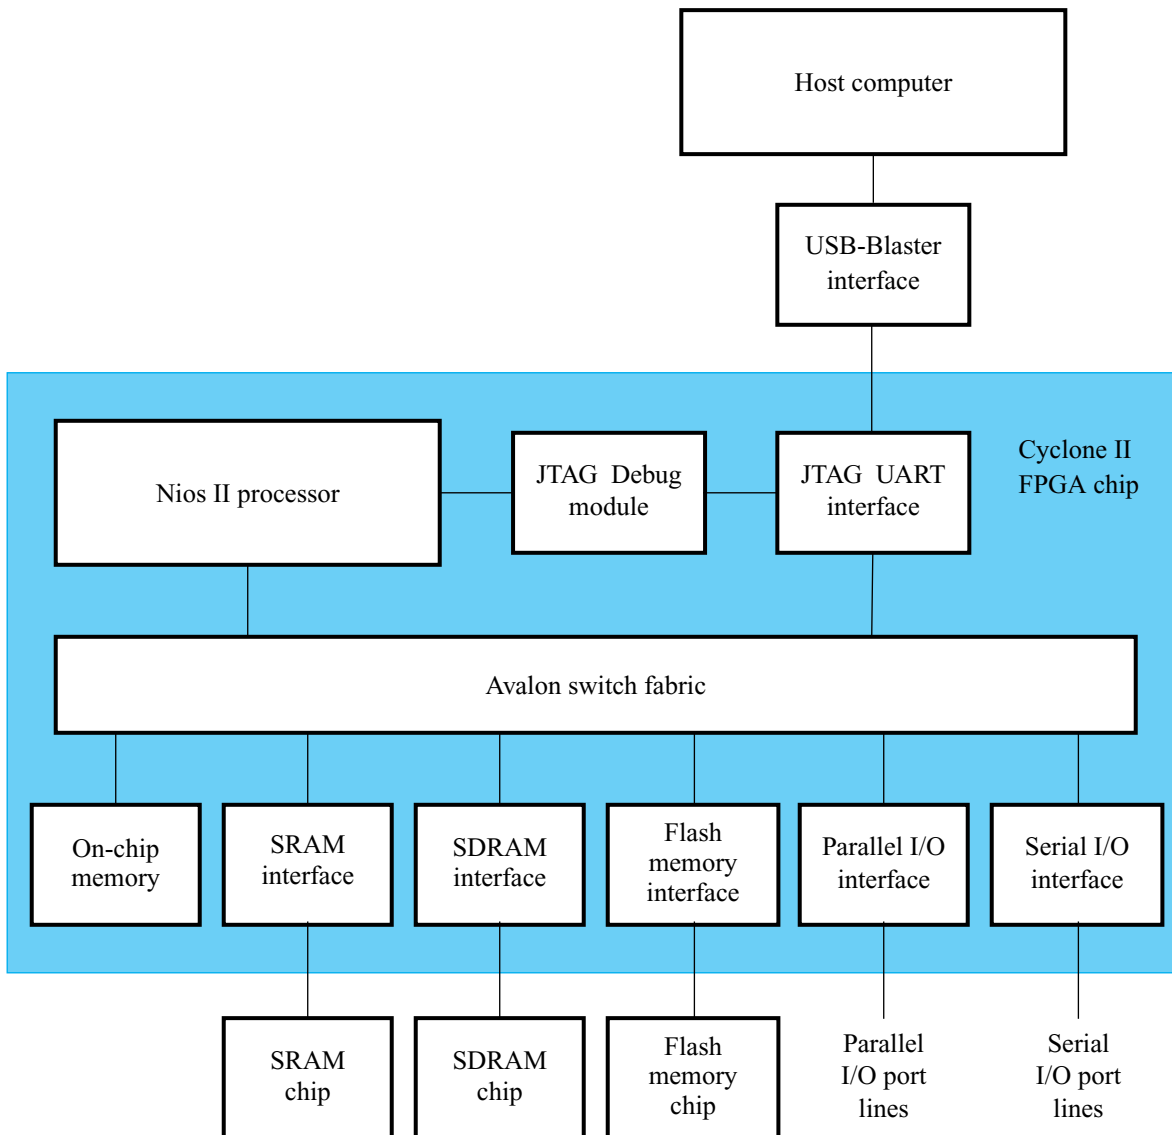 Host computer
USB-Blaster
interface
Cyclone II
FPGA chip
Nios II processor
JTAG Debug
module
JTAG UART
interface
Avalon switch fabric
On-chip
memory
SRAM
interface
SDRAM
interface
Flash
memory
interface
Parallel I/O
interface
Serial I/O
interface
SRAM
chip
SDRAM
chip
Flash
memory
chip
Parallel
I/O port
lines
Serial
I/O port
lines